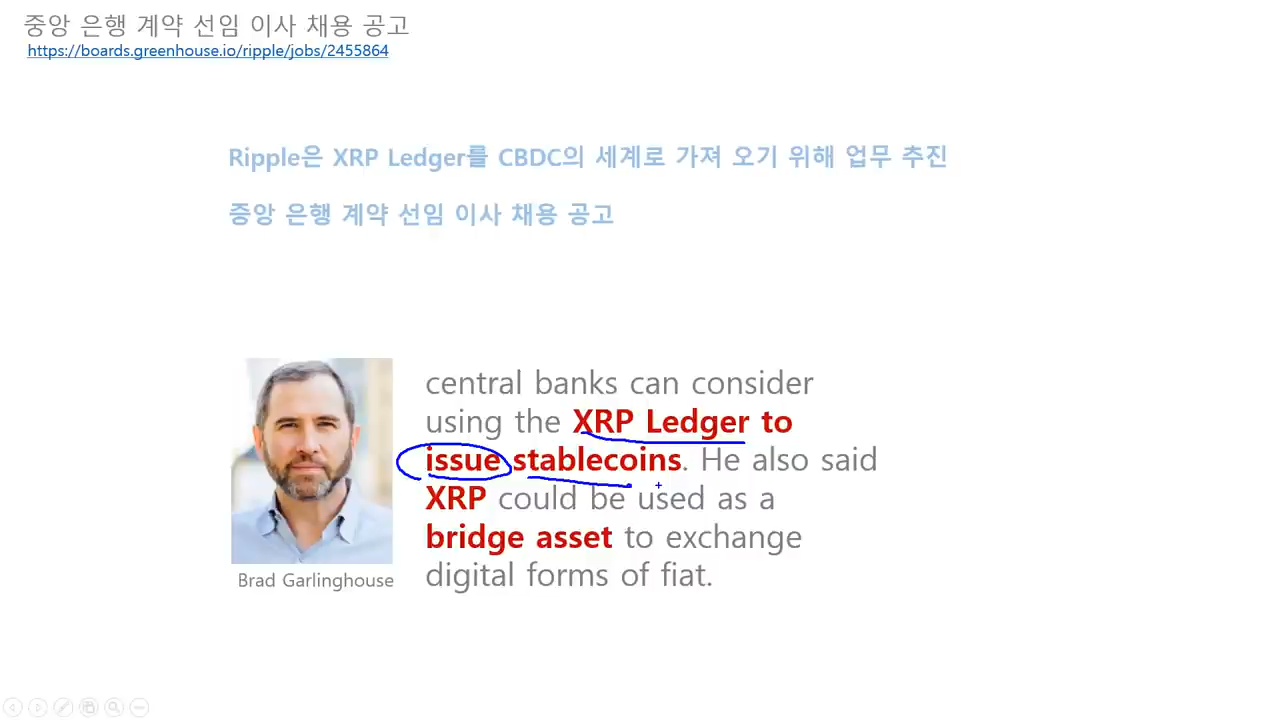 중앙 은행 계약 선임 이사 채용 공고
https://boards.greenhouse.io/ripple/jobs/2455864
Ripple은 XRP Ledger를 CBDC의 세계로 가져 오기 위해 업무 추진
중앙 은행 계약 선임 이사 채용 공고
central banks can consider
using the XRP Ledger to
issue stablecoins. He also said
XRP could be used as a
bridge asset to exchange
digital forms of fiat.
Brad Garlinghouse